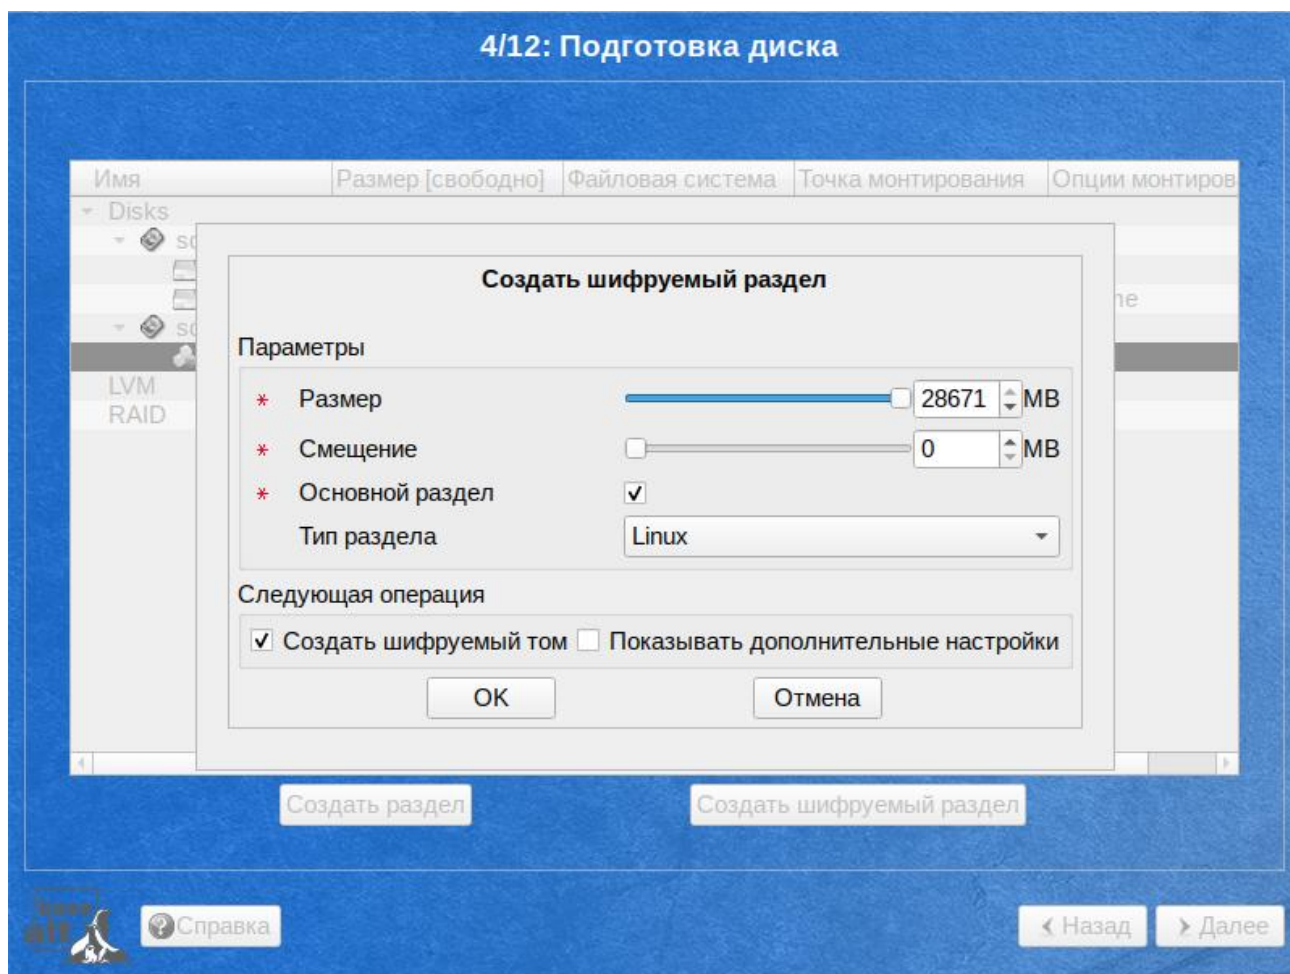 4/12: Подготовка диска
Имя Размер [свободно] Файловая система Точка монтирования Опции монтиров
Disks
Создать шифруемый раздел
Параметры
LVM
RAID
* Размер 28671 MB
* Смещение 0 MB
* Основной раздел
Тип раздела Linux
Следующая операция
Создать шифруемый том Показывать дополнительные настройки
OK Отмена
Создать раздел Создать шифруемый раздел
Справка Назад Далее